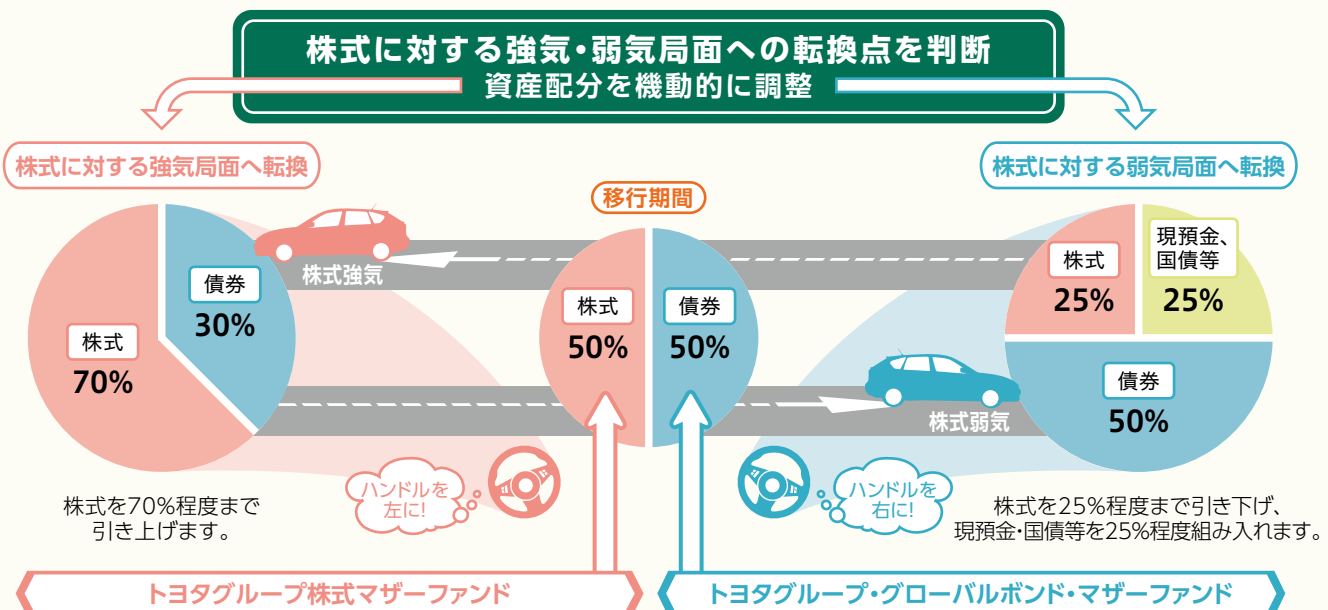 株式に対する強気・弱気局面への転換点を判断
資産配分を機動的に調整
株式に対する強気局面へ転換
株式に対する弱気局面へ転換
移行期間
債券
30%
株式
70%
株式強気
株式
50%
債券
50%
株式
25%
現預金、
国債等
25%
債券
50%
株式弱気
ハンドルを
左に!
ハンドルを
右に!
株式を70%程度まで
引き上げます。
株式を25%程度まで引き下げ、
現預金・国債等を25%程度組み入れます。
トヨタグループ株式マザーファンド
トヨタグループ・グローバルボンド・マザーファンド